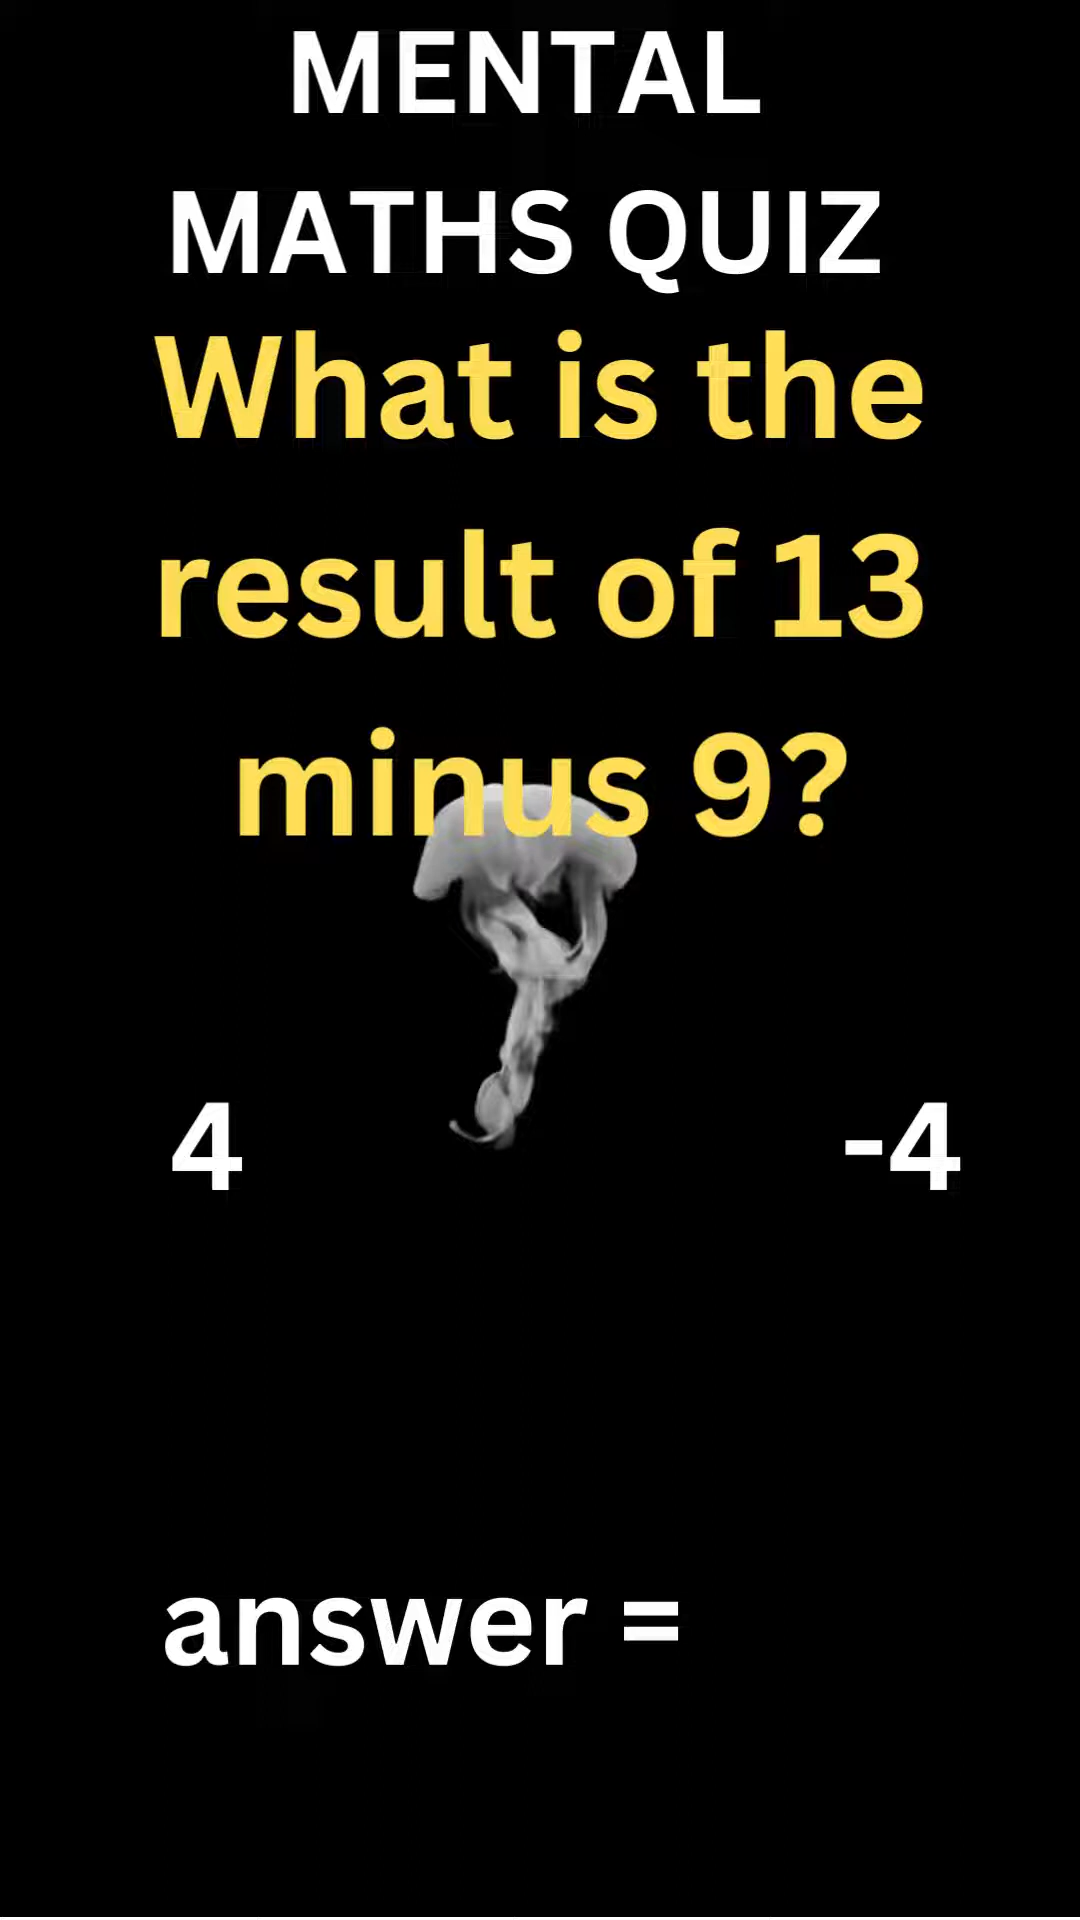 MENTAL
MATHS QUIZ
What is the
result of 13
minus 9?
4 -4
answer =